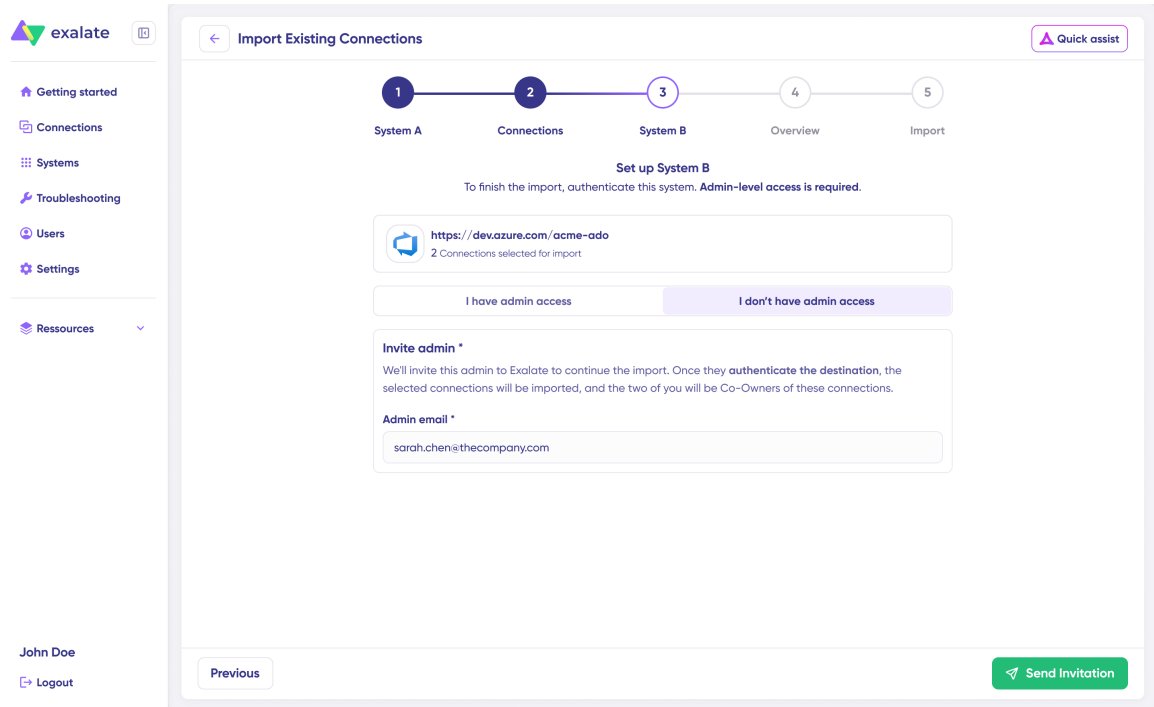 exalate
Getting started
Connections
Systems
Troubleshooting
Users
Settings
Ressources
John Doe
Logout
Import Existing Connections
Quick assist
1
2
3
4
5
System A
Connections
System B
Overview
Import
Set up System B
To finish the import, authenticate this system. Admin-level access is required.
https://dev.azure.com/acme-ado
2 Connections selected for import
I have admin access
I don't have admin access
Invite admin *
We'll invite this admin to Exalate to continue the import. Once they authenticate the destination, the
selected connections will be imported, and the two of you will be Co-Owners of these connections.
Admin email *
sarah.chen@thecompany.com
Previous
Send Invitation